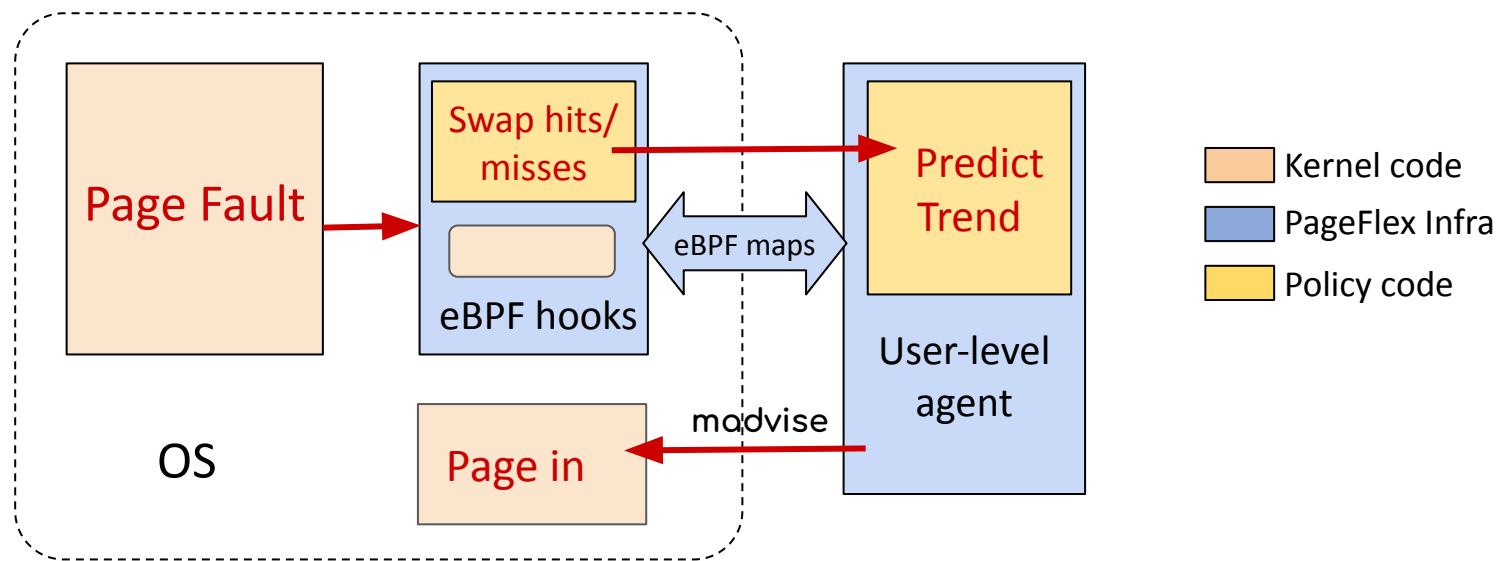 Page Fault
Swap hits/
misses
eBPF hooks
eBPF maps
Predict
Trend
User-level
agent
madvise
Page in
OS
Kernel code
PageFlex Infra
Policy code